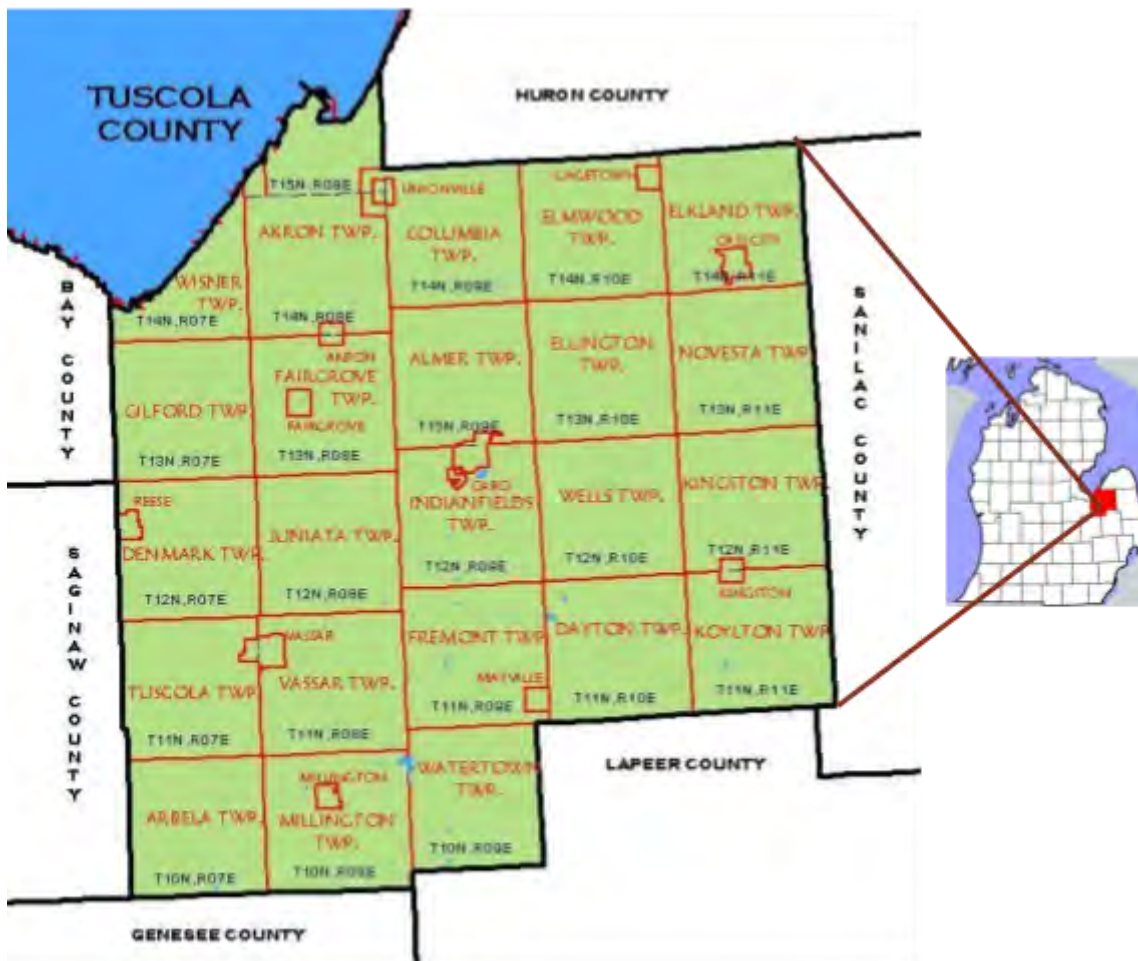 TUSCOLA
COUNTY
HURON COUNTY
T15N, R08E
UNIONVILLE
GAGETOWN
AKRON TWP.
COLUMBIA
TWP.
ELMWOOD
TWP.
ELKLAND TWP.
CASS CITY
WISNER
TWP.
T14N, R07E
T14N, R08E
T14N, R09E
T14N, R10E
T14N, R11E
BAY COUNTY
SANILAC COUNTY
AKRON
FAIRGROVE
TWP.
FAIRGROVE
GILFORD TWP.
ALMER TWP.
ELLINGTON
TWP.
NOVESTA TWP.
T13N, R07E
T13N, R08E
T13N, R09E
T13N, R10E
T13N, R11E
REESE
CARO
DENMARK TWP.
JUNIATA TWP.
INDIANFIELDS
TWP.
WELLS TWP.
KINGSTON TWP.
T12N, R07E
T12N, R08E
T12N, R09E
T12N, R10E
T12N, R11E
KINGSTON
SAGINAW COUNTY
VASSAR
TUSCOLA TWP.
VASSAR TWP.
FREMONT TWP.
MAYVILLE
DAYTON TWP.
KOYLTON TWP.
T11N, R07E
T11N, R08E
T11N, R09E
T11N, R10E
T11N, R11E
LAPEER COUNTY
MILLINGTON
ARBELA TWP.
MILLINGTON
TWP.
WATERTOWN
TWP.
T10N, R07E
T10N, R08E
T10N, R09E
GENESEE COUNTY